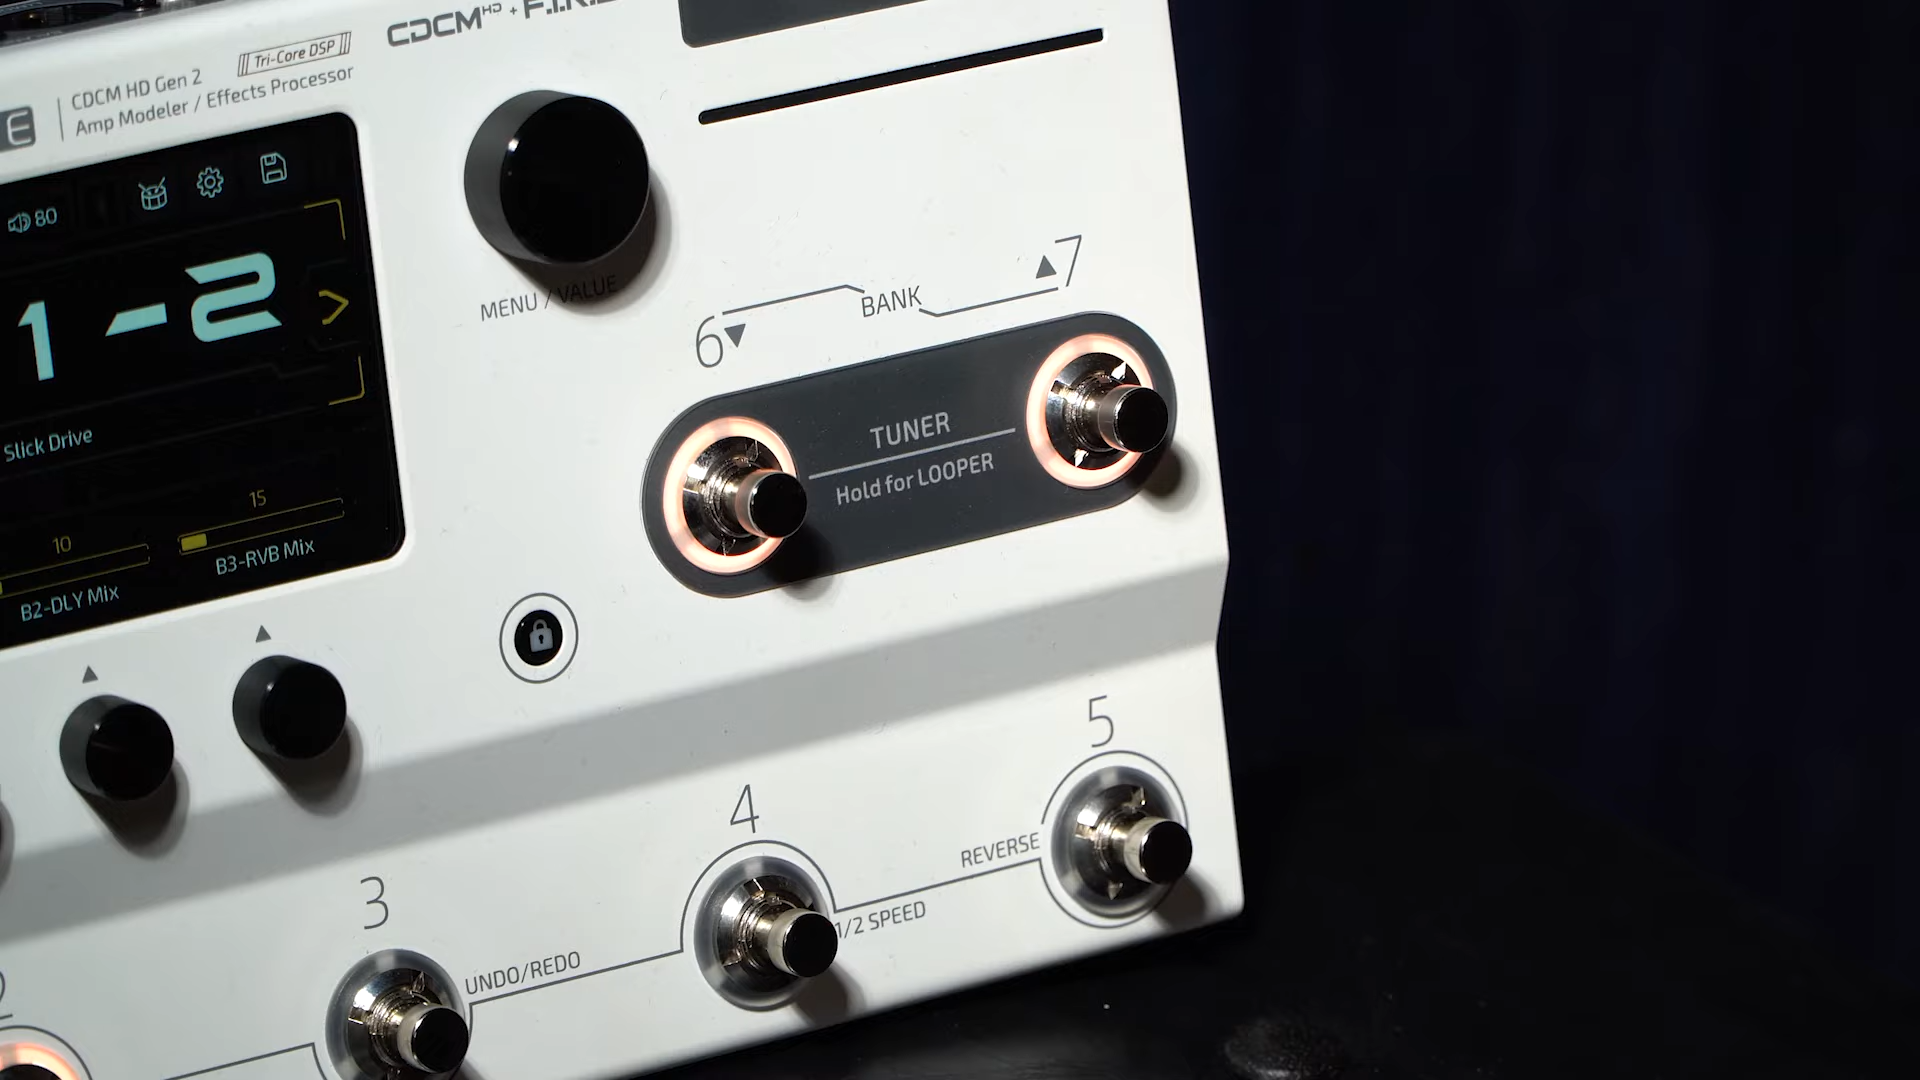 CDCM HD
Tri-Core DSP
CDCM HD Gen 2
Amp Modeler / Effects Processor
E
80
1-2
Slick Drive
10
15
B2-DLY Mix
B3-RVB Mix
MENU / VALUE
6▼
BANK
▲7
TUNER
Hold for LOOPER
5
4
REVERSE
1/2 SPEED
3
UNDO/REDO
2